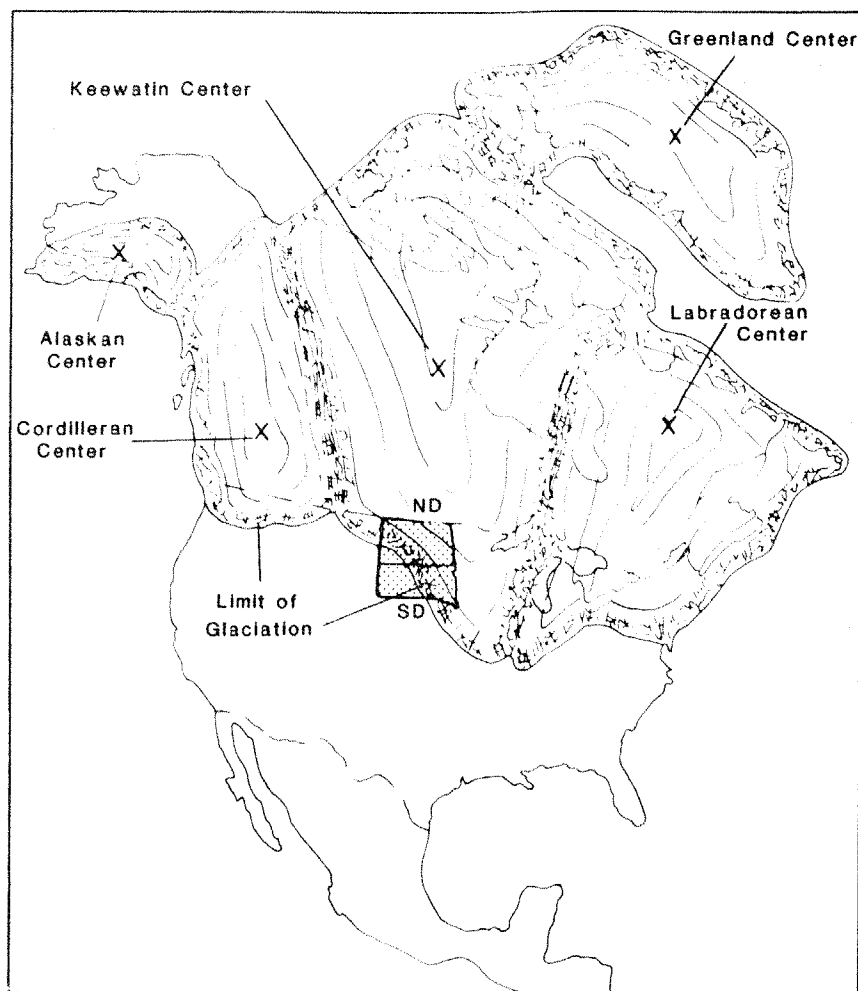 Greenland Center
Keewatin Center
Alaskan
Center
Labradorean
Center
Cordilleran
Center
ND
SD
Limit of
Glaciation